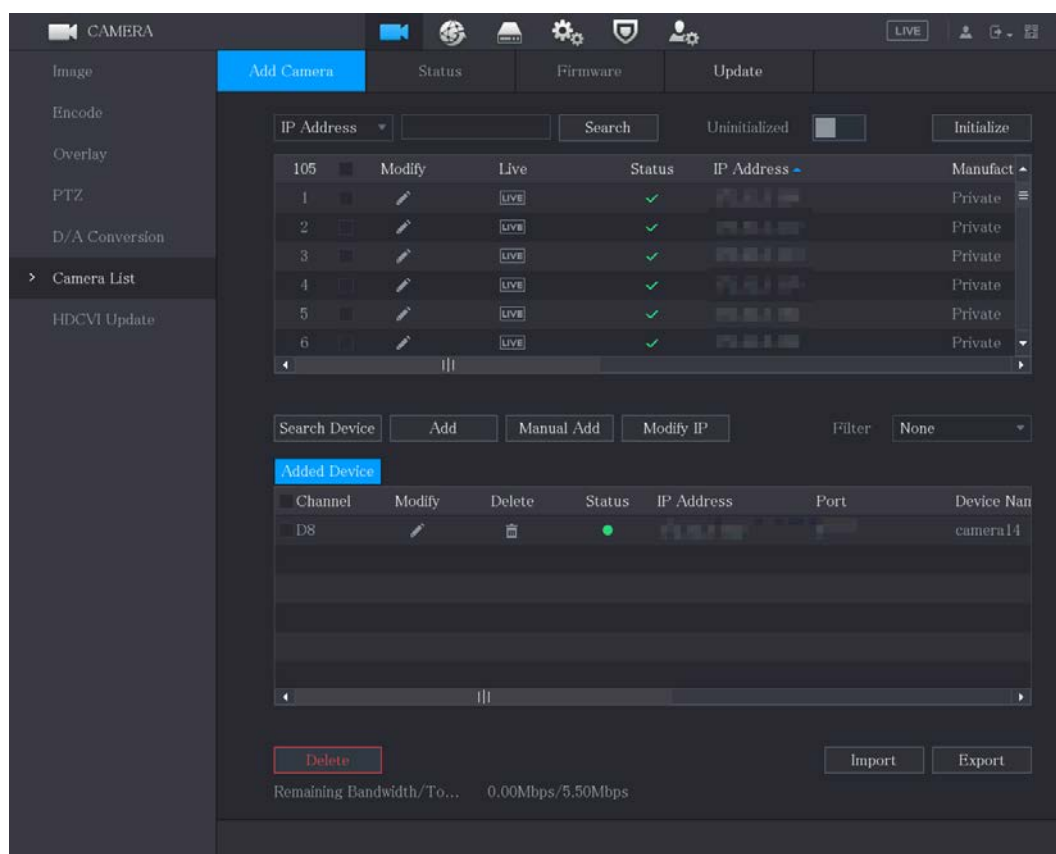 CAMERA
LIVE
Image
Encode
Overlay
PTZ
D/A Conversion
Camera List
HDCVI Update
Add Camera Status Firmware Update
IP Address Search Uninitialized Initialize
105 Modify Live Status IP Address Manufact
1 LIVE Private
2 LIVE Private
3 LIVE Private
4 LIVE Private
5 LIVE Private
6 LIVE Private
Search Device Add Manual Add Modify IP Filter None
Added Device
Channel Modify Delete Status IP Address Port Device Nam
D8 camera14
Delete Import Export
Remaining Bandwidth/To... 0.00Mbps/5.50Mbps